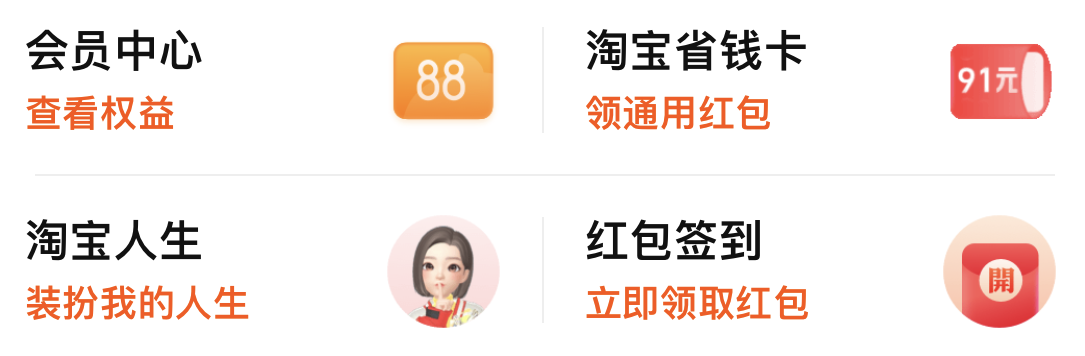 会员中心
查看权益
88
淘宝省钱卡
领通用红包
91元
淘宝人生
装扮我的人生
红包签到
立即领取红包
開